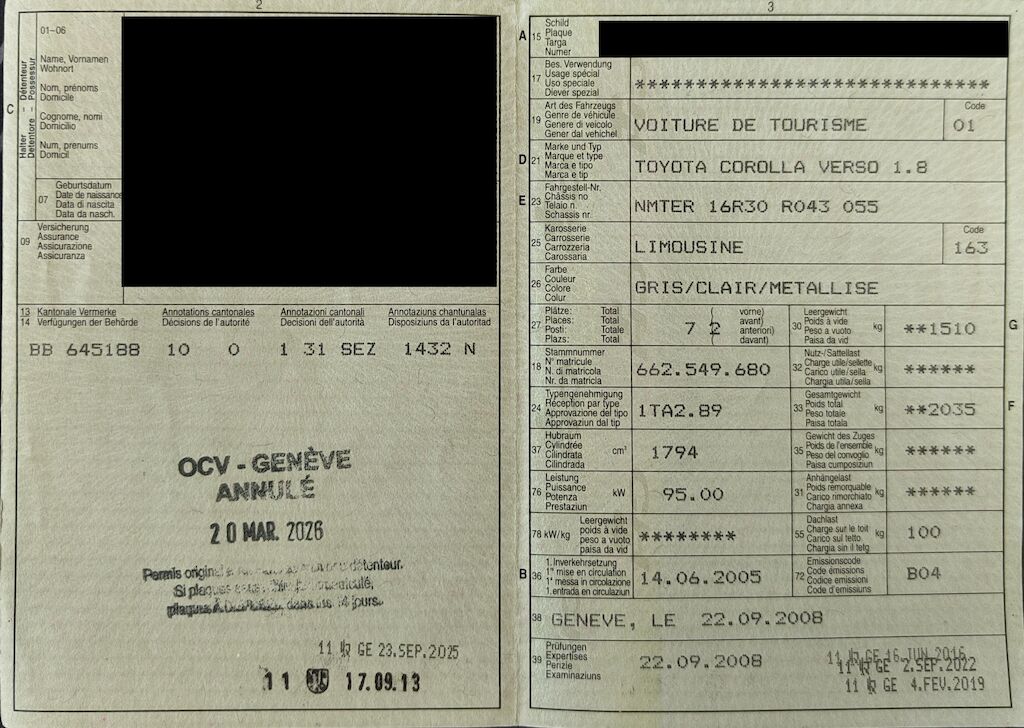 2
01–06
Name, Vornamen
Wohnort
Nom, prénoms
Domicile
Cognome, nomi
Domicilio
Num, prenums
Domicil
C
Halter – Détenteur
Detentore – Possessur
07
Geburtsdatum
Date de naissance
Data di nascita
Data da nasch.
09
Versicherung
Assurance
Assicurazione
Assicuranza
13 Kantonale Vermerke Annotations cantonales Annotazioni cantonali Annotaziuns chantunalas
14 Verfügungen der Behörde Décisions de l'autorité Decisioni dell'autorità Disposiziuns da l'autoritad
BB 645188 10 0 1 31 SEZ 1432 N
OCV - GENÈVE
ANNULÉ
20 MAR. 2026
Permis original détenteur.
Si plaques
plaques jours.
11 GE 23.SEP.2025
11 17.09.13
3
A 15
Schild
Plaque
Targa
Numer
17
Bes. Verwendung
Usage spécial
Uso speciale
Diever spezial
**************************
19
Art des Fahrzeugs
Genre de véhicule
Genere di veicolo
Gener dal vehichel
VOITURE DE TOURISME
Code
01
D 21
Marke und Typ
Marque et type
Marca e tipo
Marca e tip
TOYOTA COROLLA VERSO 1.8
E 23
Fahrgestell-Nr.
Châssis no
Telaio n.
Schassis nr.
NMTER 16R30 R043 055
25
Karosserie
Carrosserie
Carrozzeria
Carossaria
LIMOUSINE
Code
163
26
Farbe
Couleur
Colore
Colur
GRIS/CLAIR/METALLISE
27
Plätze: Total
Places: Total
Posti: Totale
Plazs: Total
7 2
vorne)
avant)
anteriori)
davant)
30
Leergewicht
Poids à vide
Peso a vuoto
Paisa da vid
kg
**1510
G
18
Stammnummer
N° matricule
N. di matricola
Nr. da matricla
662.549.680
32
Nutz-/Sattellast
Charge utile/sellette
Carico utile/sella
Chargia utila/sella
kg
******
24
Typengenehmigung
Réception par type
Approvazione del tipo
Approvaziun dal tip
1TA2.89
33
Gesamtgewicht
Poids total
Peso totale
Paisa totala
kg
**2035
F
37
Hubraum
Cylindrée
Cilindrata
Cilindrada
cm³
1794
35
Gewicht des Zuges
Poids de l'ensemble
Peso del convoglio
Paisa cumposiziun
kg
******
76
Leistung
Puissance
Potenza
Prestaziun
kW
95.00
31
Anhängelast
Poids remorquable
Carico rimorchiato
Chargia annexa
kg
******
78 kW/kg
Leergewicht
poids à vide
peso a vuoto
paisa da vid
********
55
Dachlast
Charge sur le toit
Carico sul tetto
Chargia sin il tetg
kg
100
B 36
1. Inverkehrsetzung
1re mise en circulation
1a messa in circolazione
1. entrada en circulaziun
14.06.2005
72
Emissionscode
Code émissions
Codice emissioni
Code d'emissiuns
B04
38 GENEVE, LE 22.09.2008
39
Prüfungen
Expertises
Perizie
Examinaziuns
22.09.2008
11 GE 16.JUN.2016
11 GE 2.SEP.2022
11 GE 4.FEV.2019